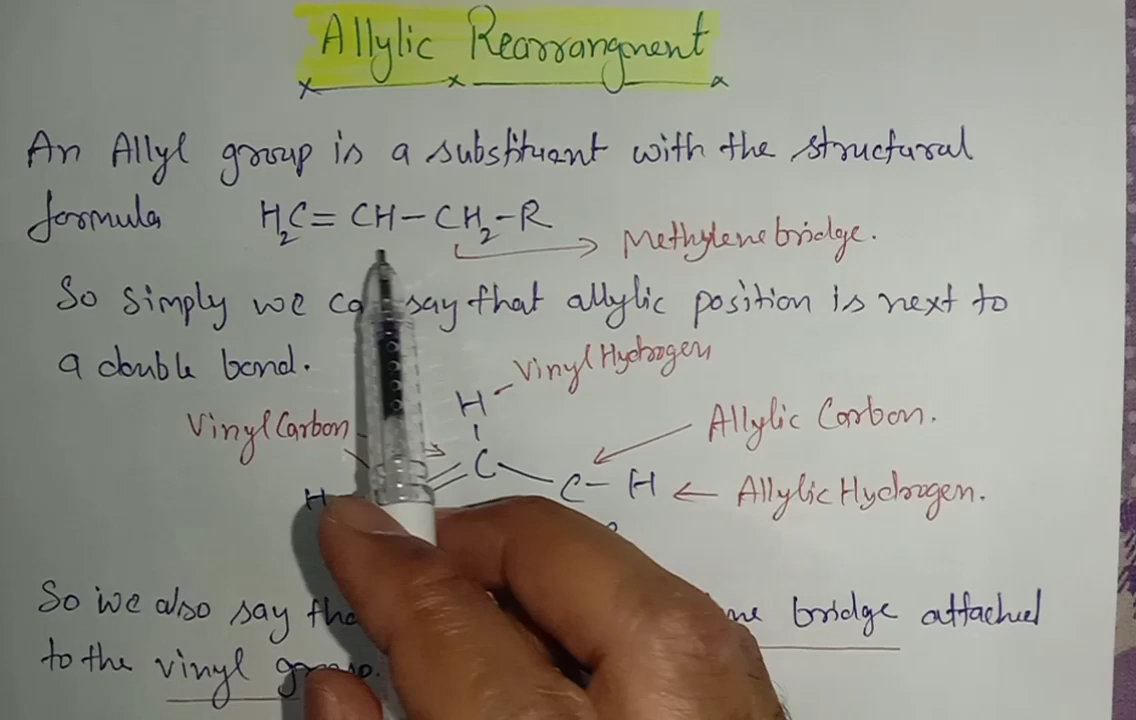 Allylic Rearrangment
An Allyl group is a substituent with the structural
formula H₂C = CH – CH₂ – R → Methylene bridge.
So simply we say that allylic position is next to
a double bond.
Vinyl Hydrogen
H
Vinyl Carbon
Allylic Carbon.
C
H C – H ← Allylic Hydrogen.
So we also say bridge attached
to the vinyl